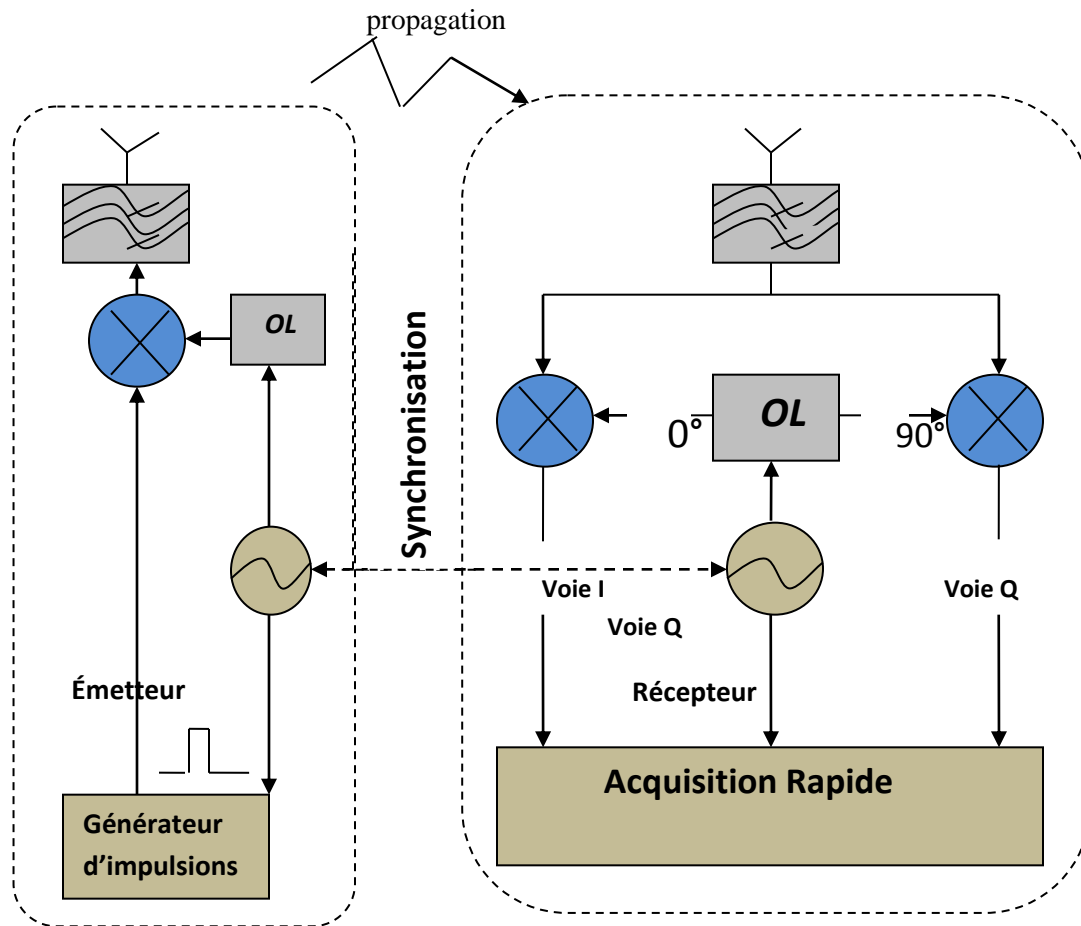 propagation
OL
Synchronisation
0°
OL
90°
Voie I
Voie Q
Voie Q
Émetteur
Récepteur
Acquisition Rapide
Générateur
d'impulsions